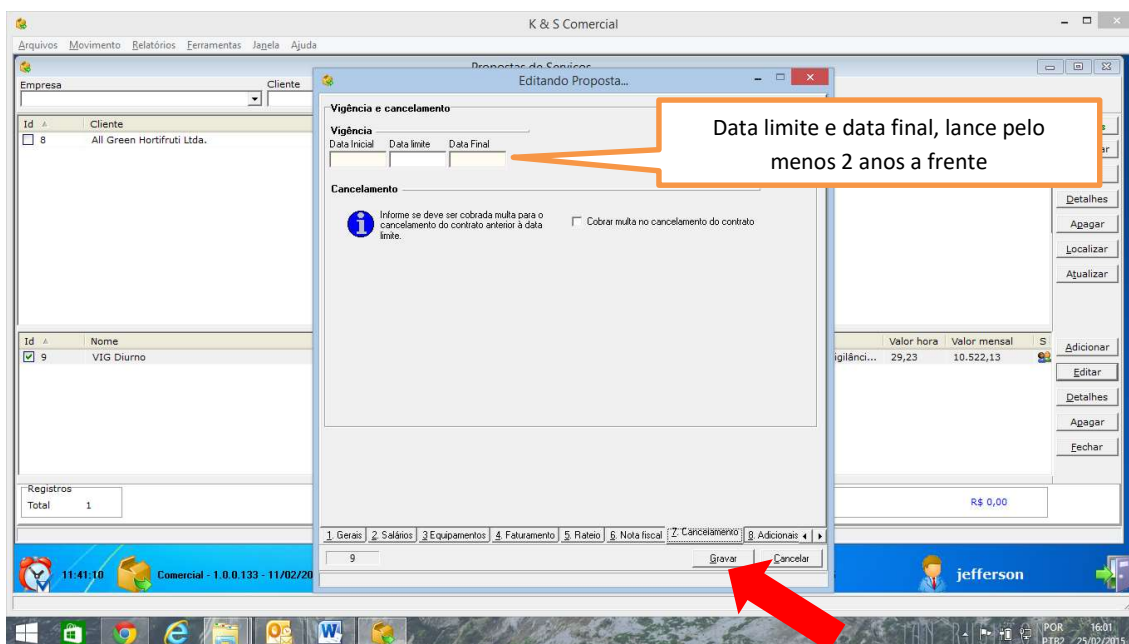 K & S Comercial
Arquivos Movimento Relatórios Ferramentas Janela Ajuda
Propostas de Serviços
Empresa Cliente
Id Cliente
8 All Green Hortifruti Ltda.
Editando Proposta...
Vigência e cancelamento
Vigência
Data Inicial Data limite Data Final
Data limite e data final, lance pelo
menos 2 anos a frente
Cancelamento
Informe se deve ser cobrada multa para o
cancelamento do contrato anterior à data
limite.
Cobrar multa no cancelamento do contrato
Detalhes
Apagar
Localizar
Atualizar
Id Nome Valor hora Valor mensal S
9 VIG Diurno 29,23 10.522,13
Adicionar
Editar
Detalhes
Apagar
Fechar
Registros
Total 1
R$ 0,00
1. Gerais 2. Salários 3 Equipamentos 4. Faturamento 5. Rateio 6. Nota fiscal 7. Cancelamento 8. Adicionais
9 Gravar Cancelar
11:41:10 Comercial - 1.0.0.133 - 11/02/20 jefferson
POR 16:01
PTB2 25/02/2015